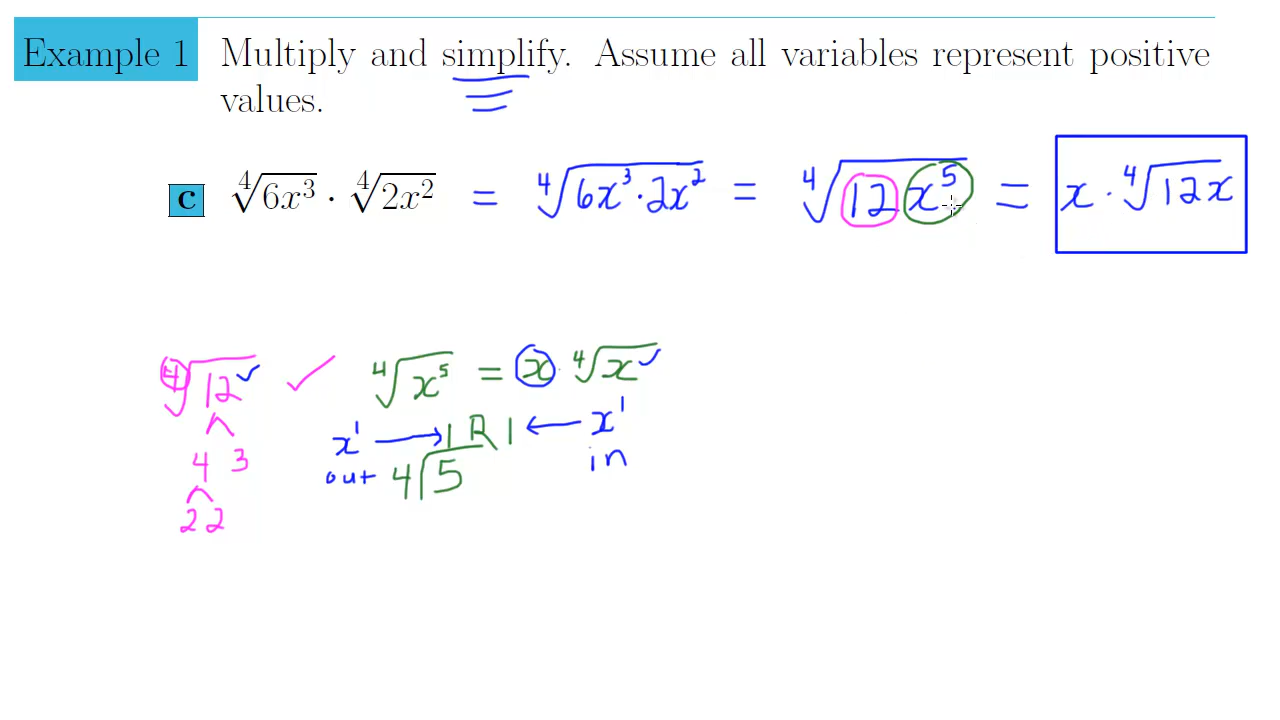 Example 1 Multiply and simplify. Assume all variables represent positive
values.
c ∜(6x³) · ∜(2x²) = ∜(6x³·2x²) = ∜(12x⁵) = x · ∜(12x)
∜12 ✓ ✓ ∜(x⁵) = x · ∜x ✓
x¹ → 1 R 1 ← x¹
out 4⟌5 in
4 3
2 2